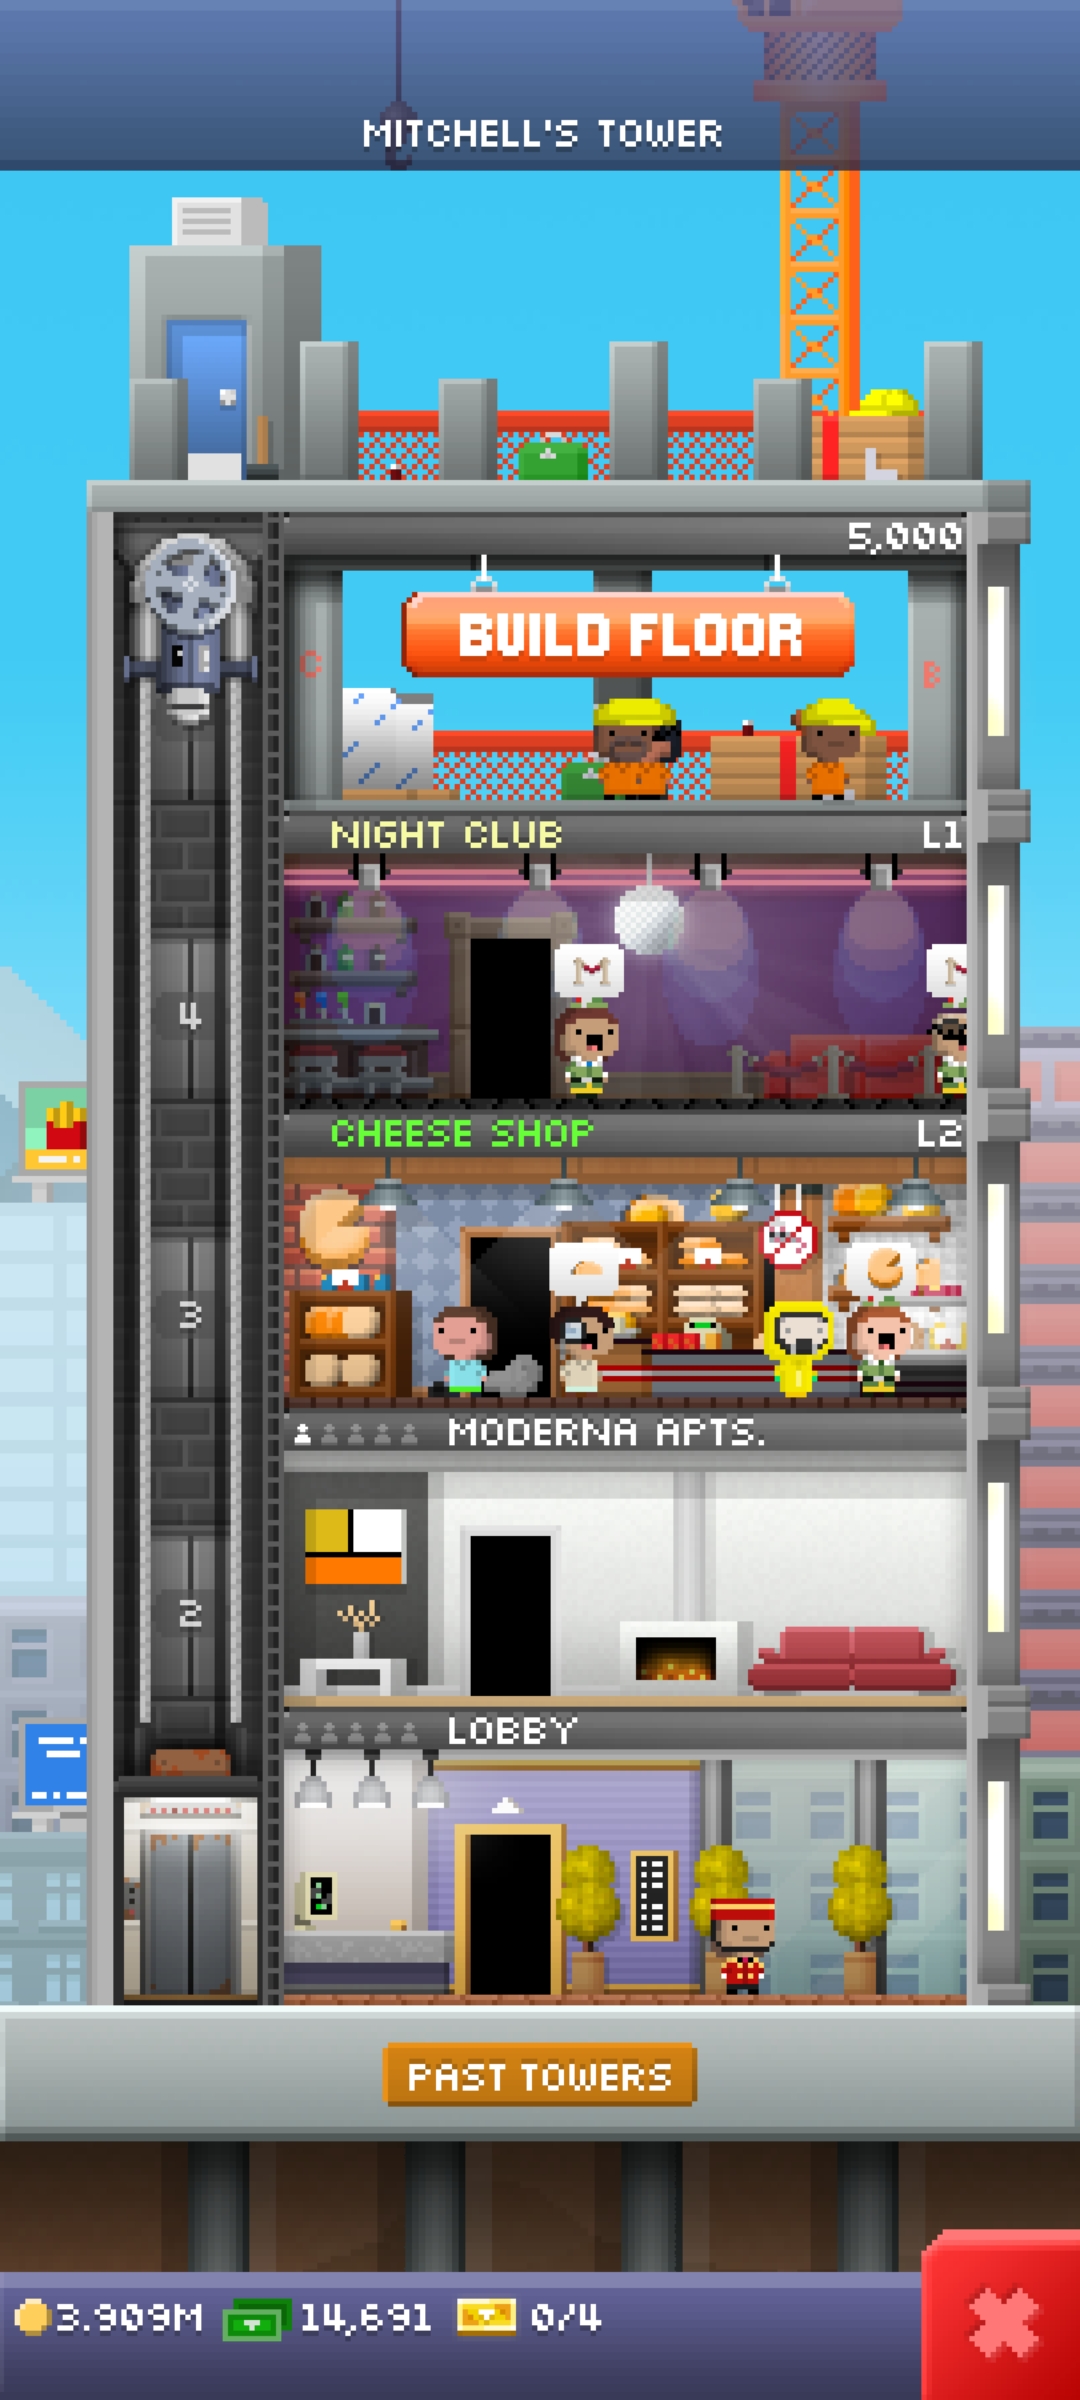 MITCHELL'S TOWER
5,000
BUILD FLOOR
C
B
NIGHT CLUB
L1
M
M
4
CHEESE SHOP
L2
3
MODERNA APTS.
2
LOBBY
PAST TOWERS
3.909M
14,691
0/4